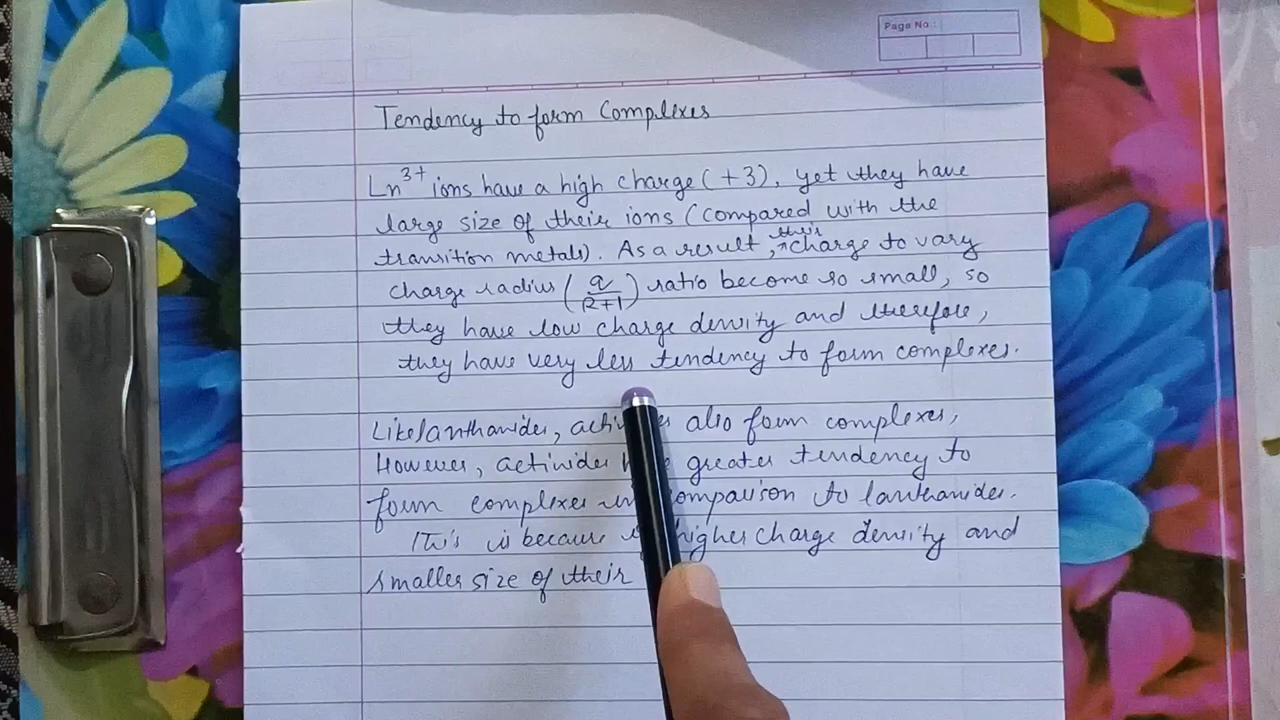 Page No.:
Tendency to form Complexes
Ln3+ ions have a high charge (+3), yet they have
large size of their ions (compared with the
transition metals). As a result, their charge to vary
charge radius ( ) ratio become so small, so
they have low charge density and therefore,
they have very less tendency to form complexes.
Like lanthanides, also form complexes,
However, actinides greater tendency to
form complexes comparison to lanthanides.
This is because higher charge density and
smaller size of their